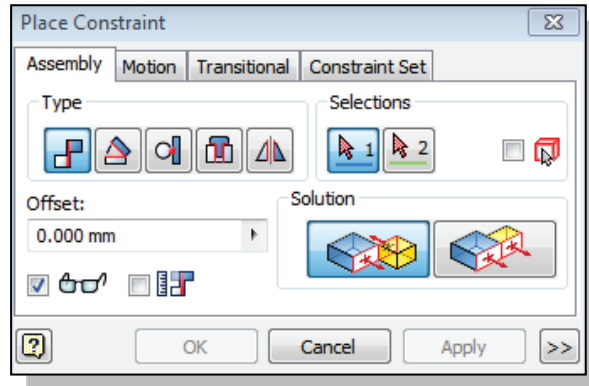 Place Constraint
Assembly Motion Transitional Constraint Set
Type Selections
1 2
Offset: Solution
0.000 mm
OK Cancel Apply >>